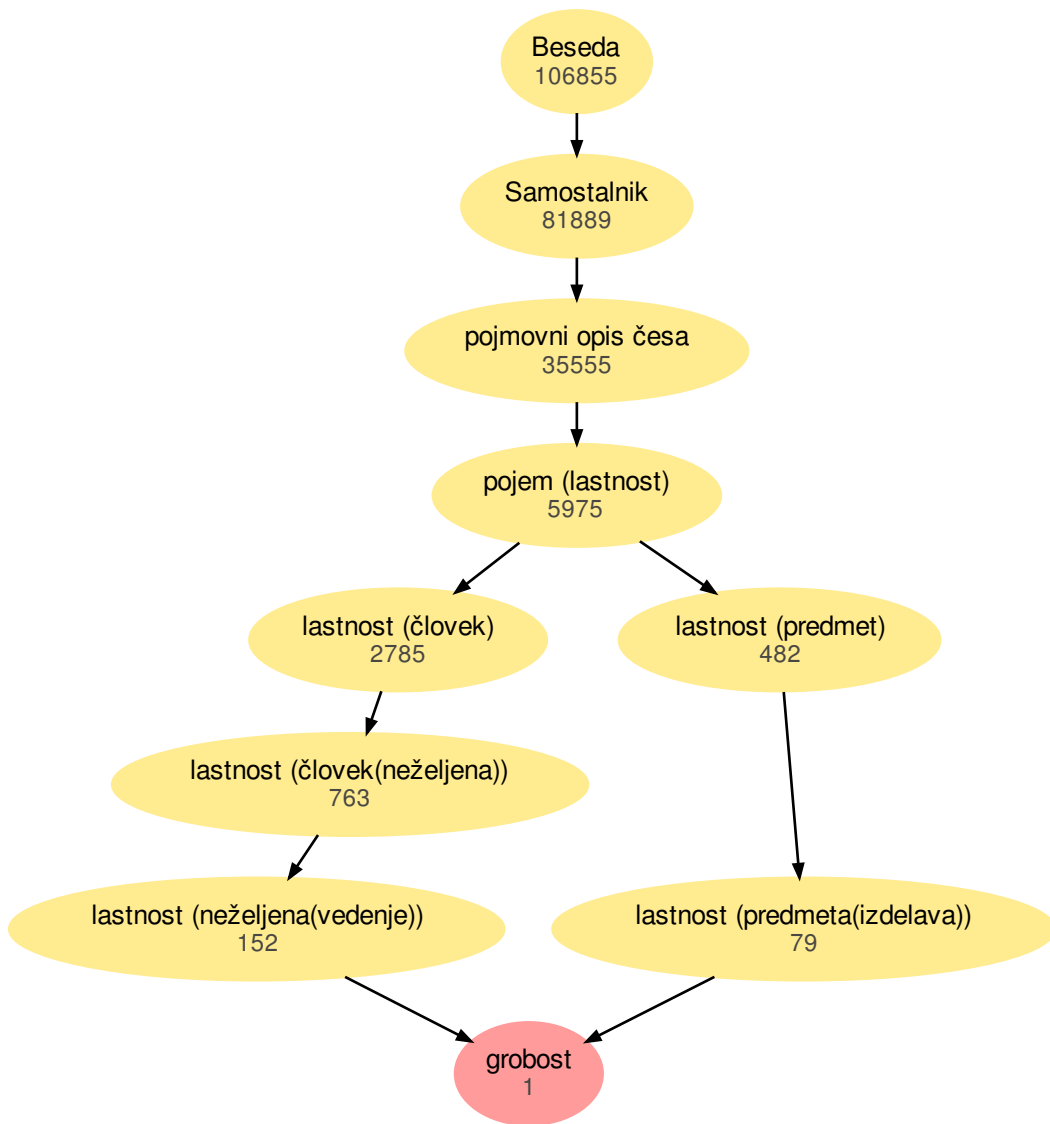 Beseda
106855
Samostalnik
81889
pojmovni opis česa
35555
pojem (lastnost)
5975
lastnost (človek)
2785
lastnost (predmet)
482
lastnost (človek(neželjena))
763
lastnost (neželjena(vedenje))
152
lastnost (predmeta(izdelava))
79
grobost
1